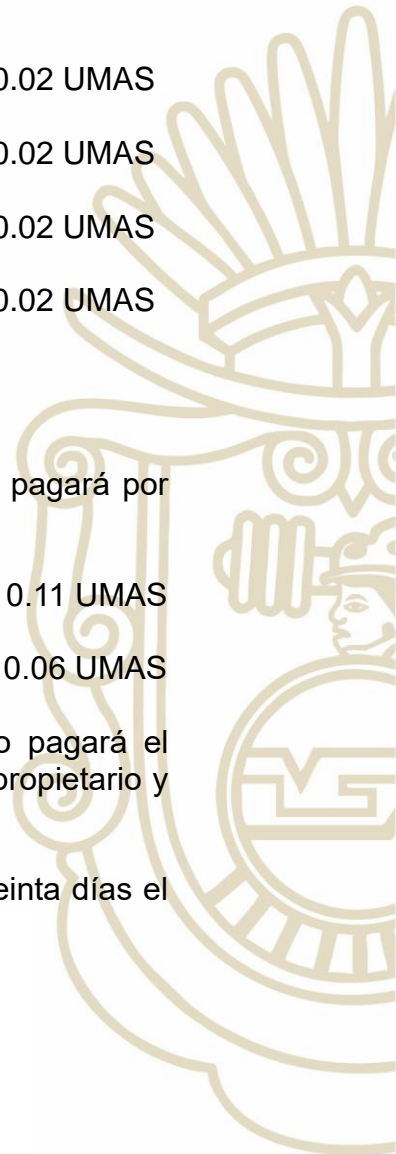 0.02 UMAS
0.02 UMAS
0.02 UMAS
0.02 UMAS
pagará por
0.11 UMAS
0.06 UMAS
pagará el
propietario y
días el